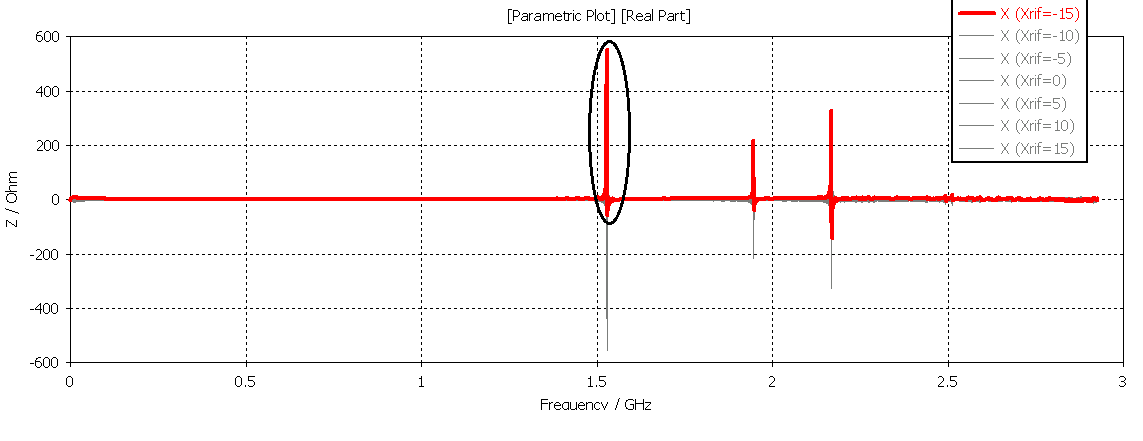 [Parametric Plot] [Real Part]
X (Xrif=-15)
X (Xrif=-10)
X (Xrif=-5)
X (Xrif=0)
X (Xrif=5)
X (Xrif=10)
X (Xrif=15)
Z / Ohm
600
400
200
0
-200
-400
-600
0 0.5 1 1.5 2 2.5 3
Frequency / GHz